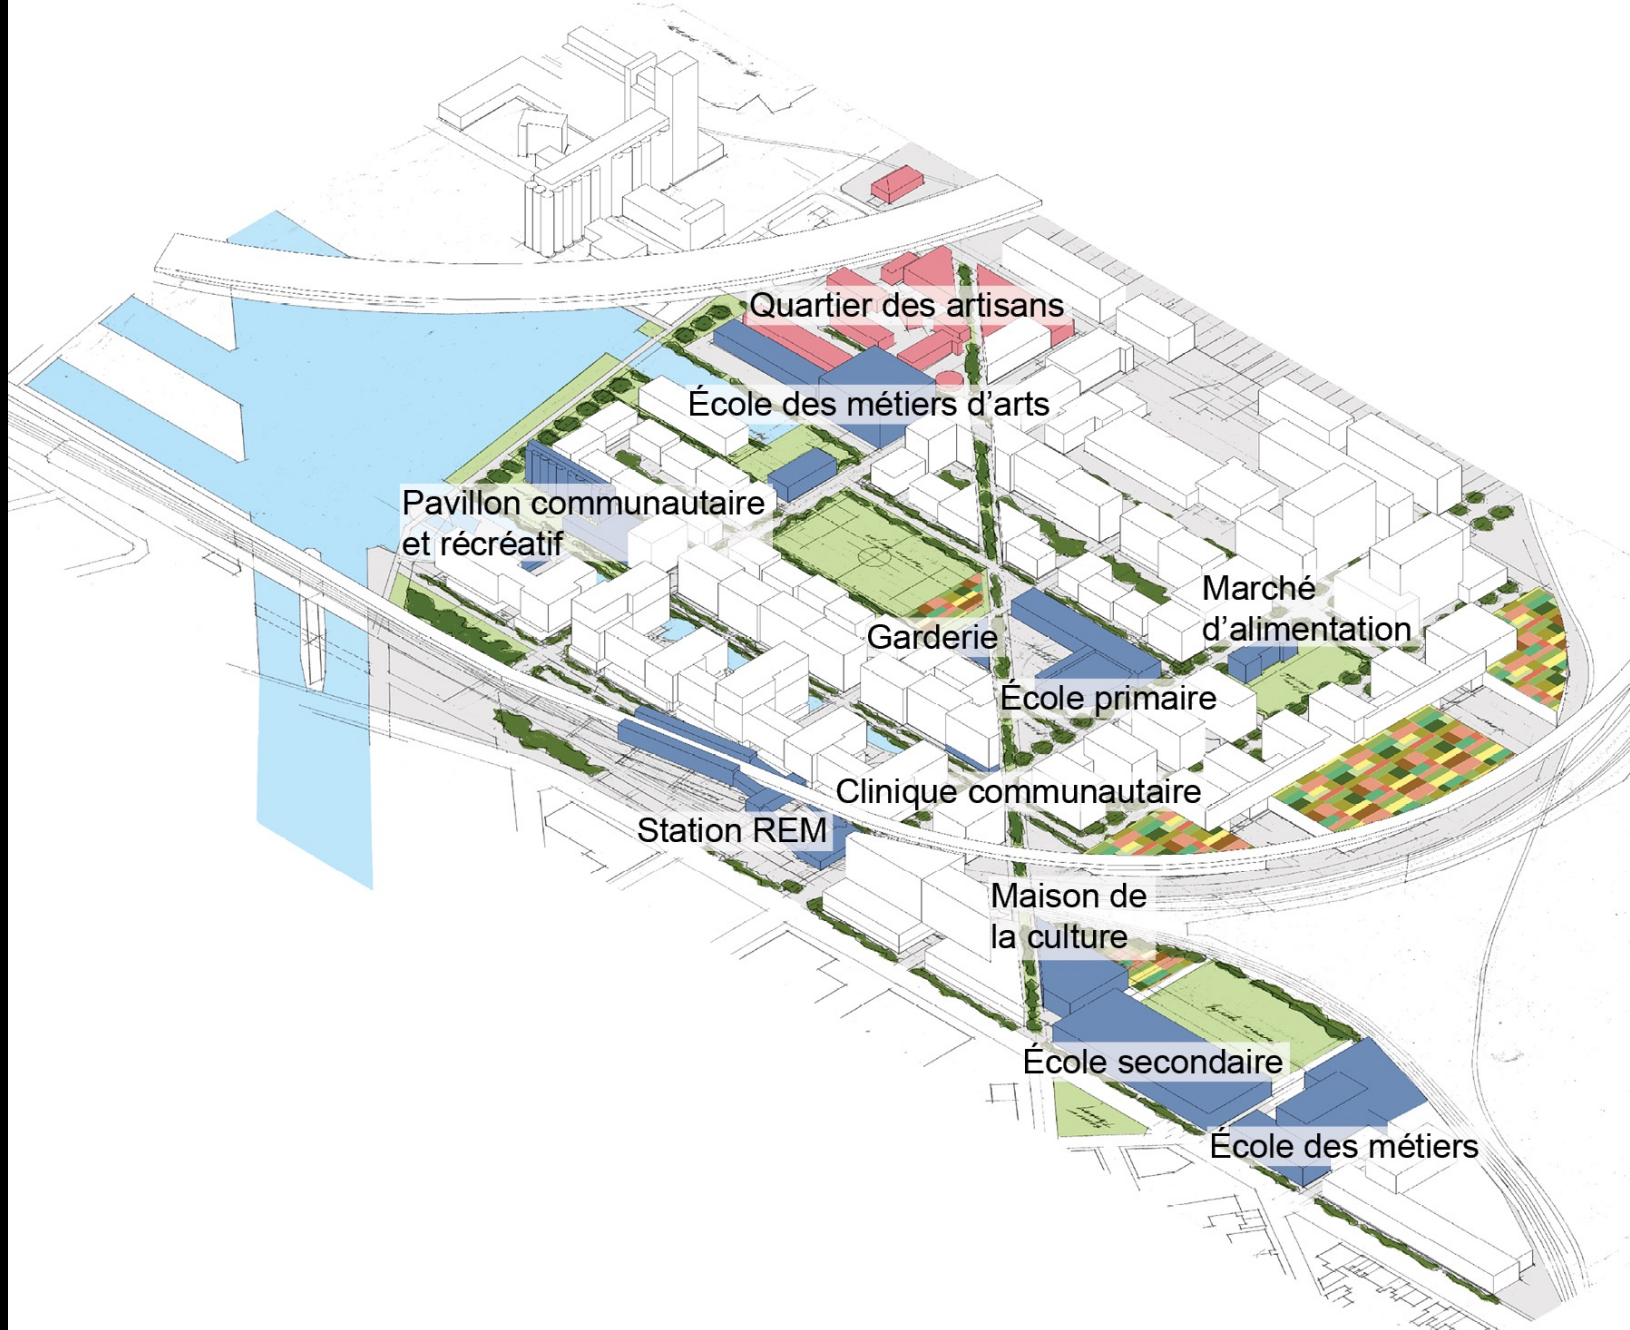 Quartier des artisans
École des métiers d'arts
Pavillon communautaire
et récréatif
Marché
d'alimentation
Garderie
École primaire
Clinique communautaire
Station REM
Maison de
la culture
École secondaire
École des métiers